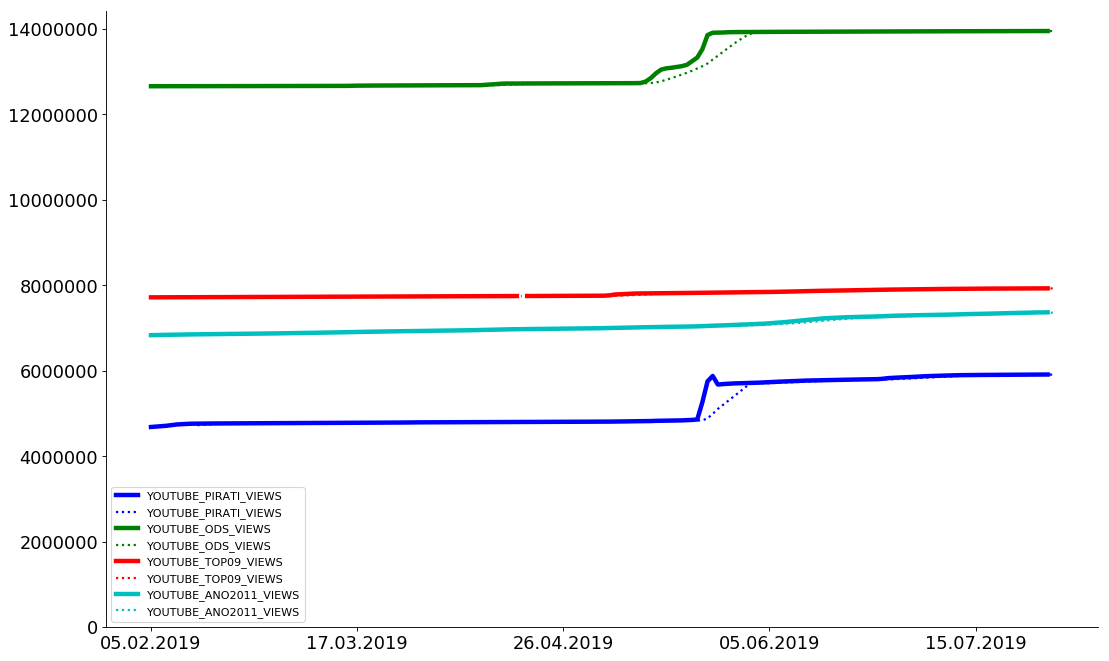 14000000
12000000
10000000
8000000
6000000
4000000
2000000
0
YOUTUBE_PIRATI_VIEWS
YOUTUBE_PIRATI_VIEWS
YOUTUBE_ODS_VIEWS
YOUTUBE_ODS_VIEWS
YOUTUBE_TOP09_VIEWS
YOUTUBE_TOP09_VIEWS
YOUTUBE_ANO2011_VIEWS
YOUTUBE_ANO2011_VIEWS
05.02.2019 17.03.2019 26.04.2019 05.06.2019 15.07.2019